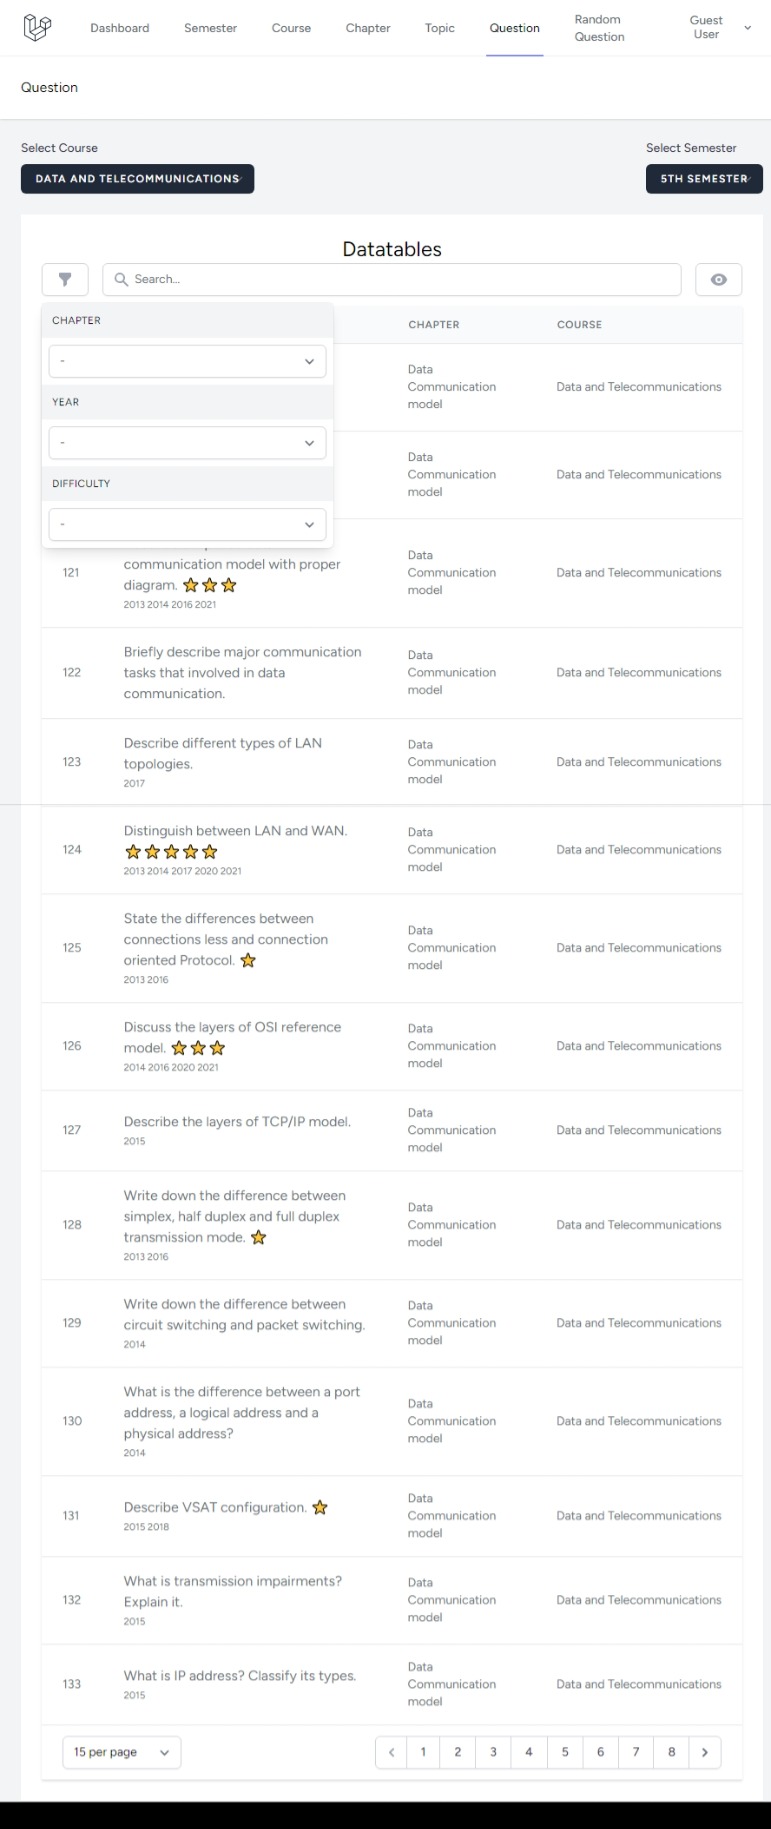 Dashboard
Semester
Course
Chapter
Topic
Question
Random
Question
Guest
User
Question
Select Course
Select Semester
DATA AND TELECOMMUNICATIONS
5TH SEMESTER
Datatables
Search...
CHAPTER
CHAPTER
COURSE
-
YEAR
-
DIFFICULTY
-
Data
Communication
model
Data and Telecommunications
Data
Communication
model
Data and Telecommunications
121
communication model with proper
diagram.
2013 2014 2016 2021
Data
Communication
model
Data and Telecommunications
122
Briefly describe major communication
tasks that involved in data
communication.
Data
Communication
model
Data and Telecommunications
123
Describe different types of LAN
topologies.
2017
Data
Communication
model
Data and Telecommunications
124
Distinguish between LAN and WAN.
2013 2014 2017 2020 2021
Data
Communication
model
Data and Telecommunications
125
State the differences between
connections less and connection
oriented Protocol.
2013 2016
Data
Communication
model
Data and Telecommunications
126
Discuss the layers of OSI reference
model.
2014 2016 2020 2021
Data
Communication
model
Data and Telecommunications
127
Describe the layers of TCP/IP model.
2015
Data
Communication
model
Data and Telecommunications
128
Write down the difference between
simplex, half duplex and full duplex
transmission mode.
2013 2016
Data
Communication
model
Data and Telecommunications
129
Write down the difference between
circuit switching and packet switching.
2014
Data
Communication
model
Data and Telecommunications
130
What is the difference between a port
address, a logical address and a
physical address?
2014
Data
Communication
model
Data and Telecommunications
131
Describe VSAT configuration.
2015 2018
Data
Communication
model
Data and Telecommunications
132
What is transmission impairments?
Explain it.
2015
Data
Communication
model
Data and Telecommunications
133
What is IP address? Classify its types.
2015
Data
Communication
model
Data and Telecommunications
15 per page
1 2 3 4 5 6 7 8